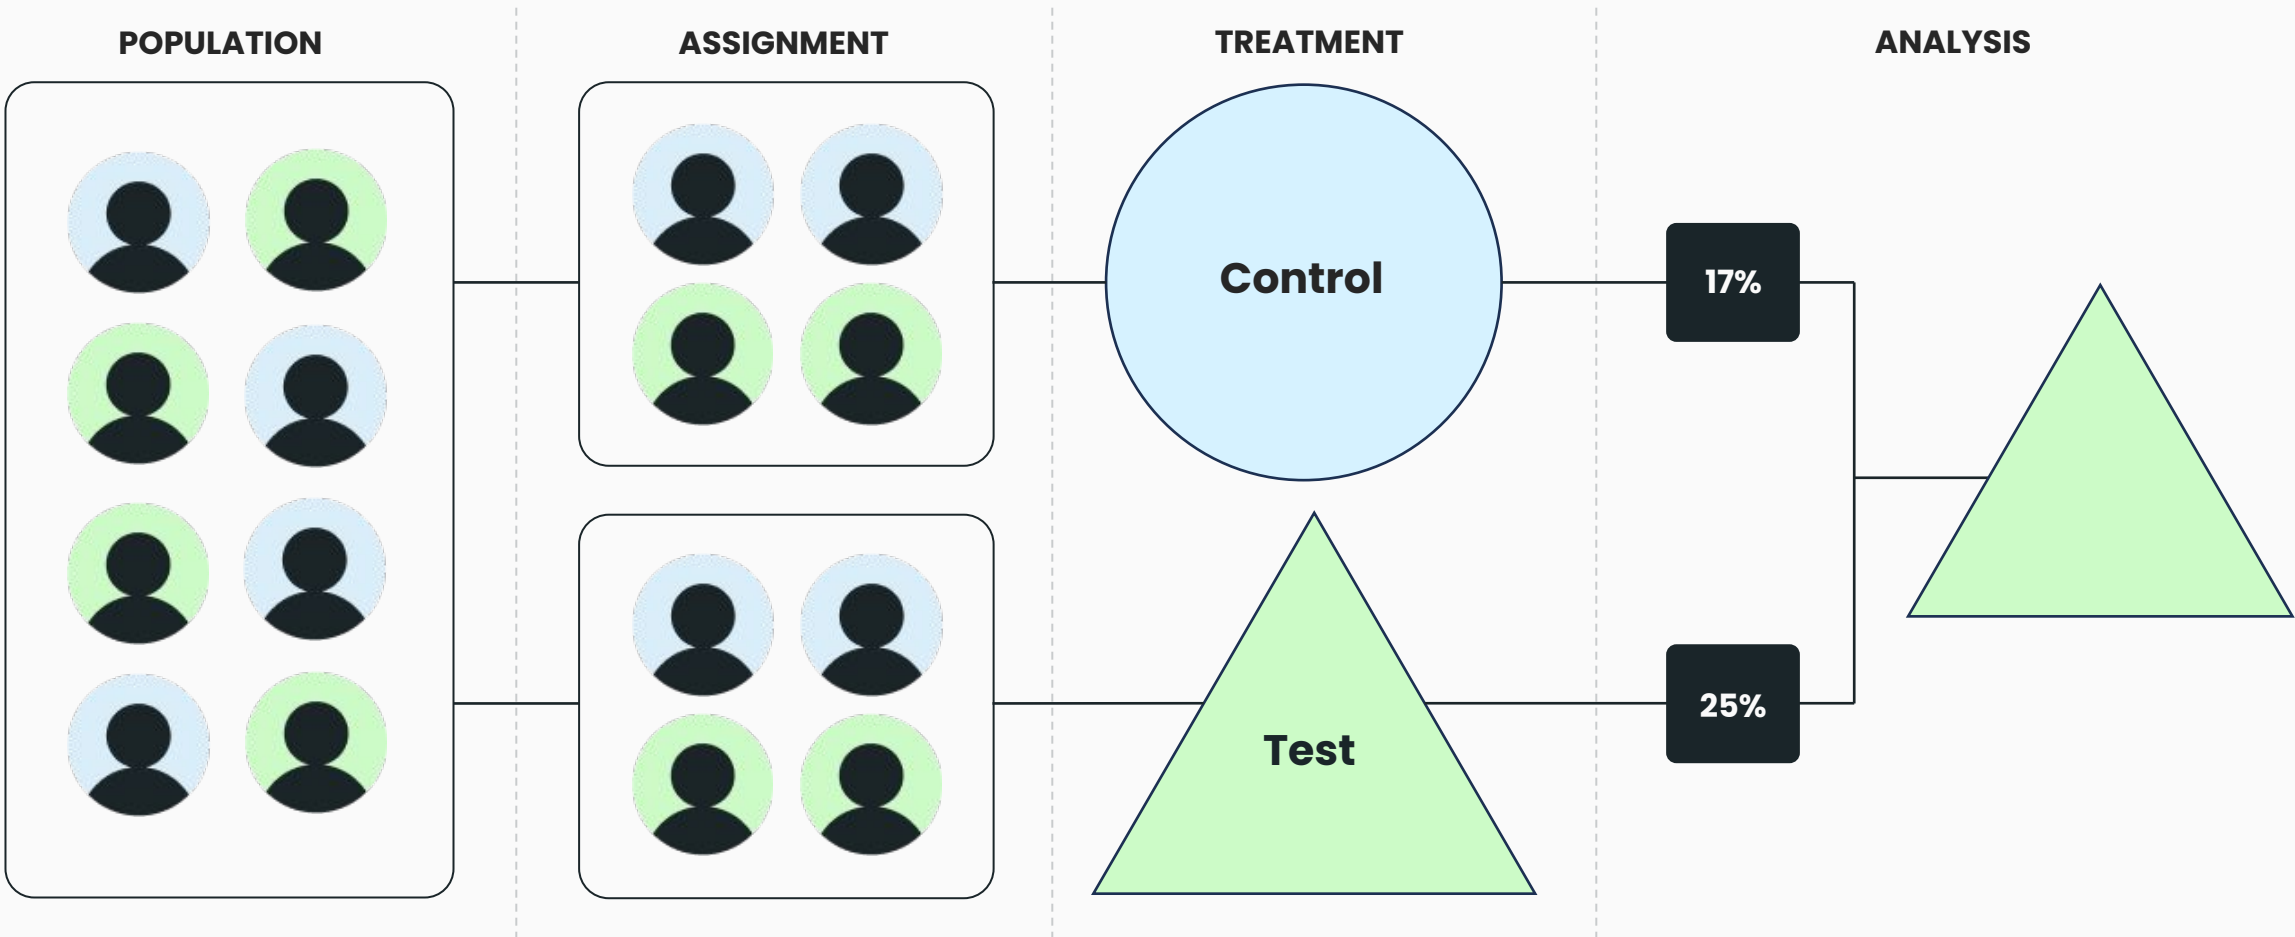 POPULATION
ASSIGNMENT
TREATMENT
ANALYSIS
Control
17%
25%
Test